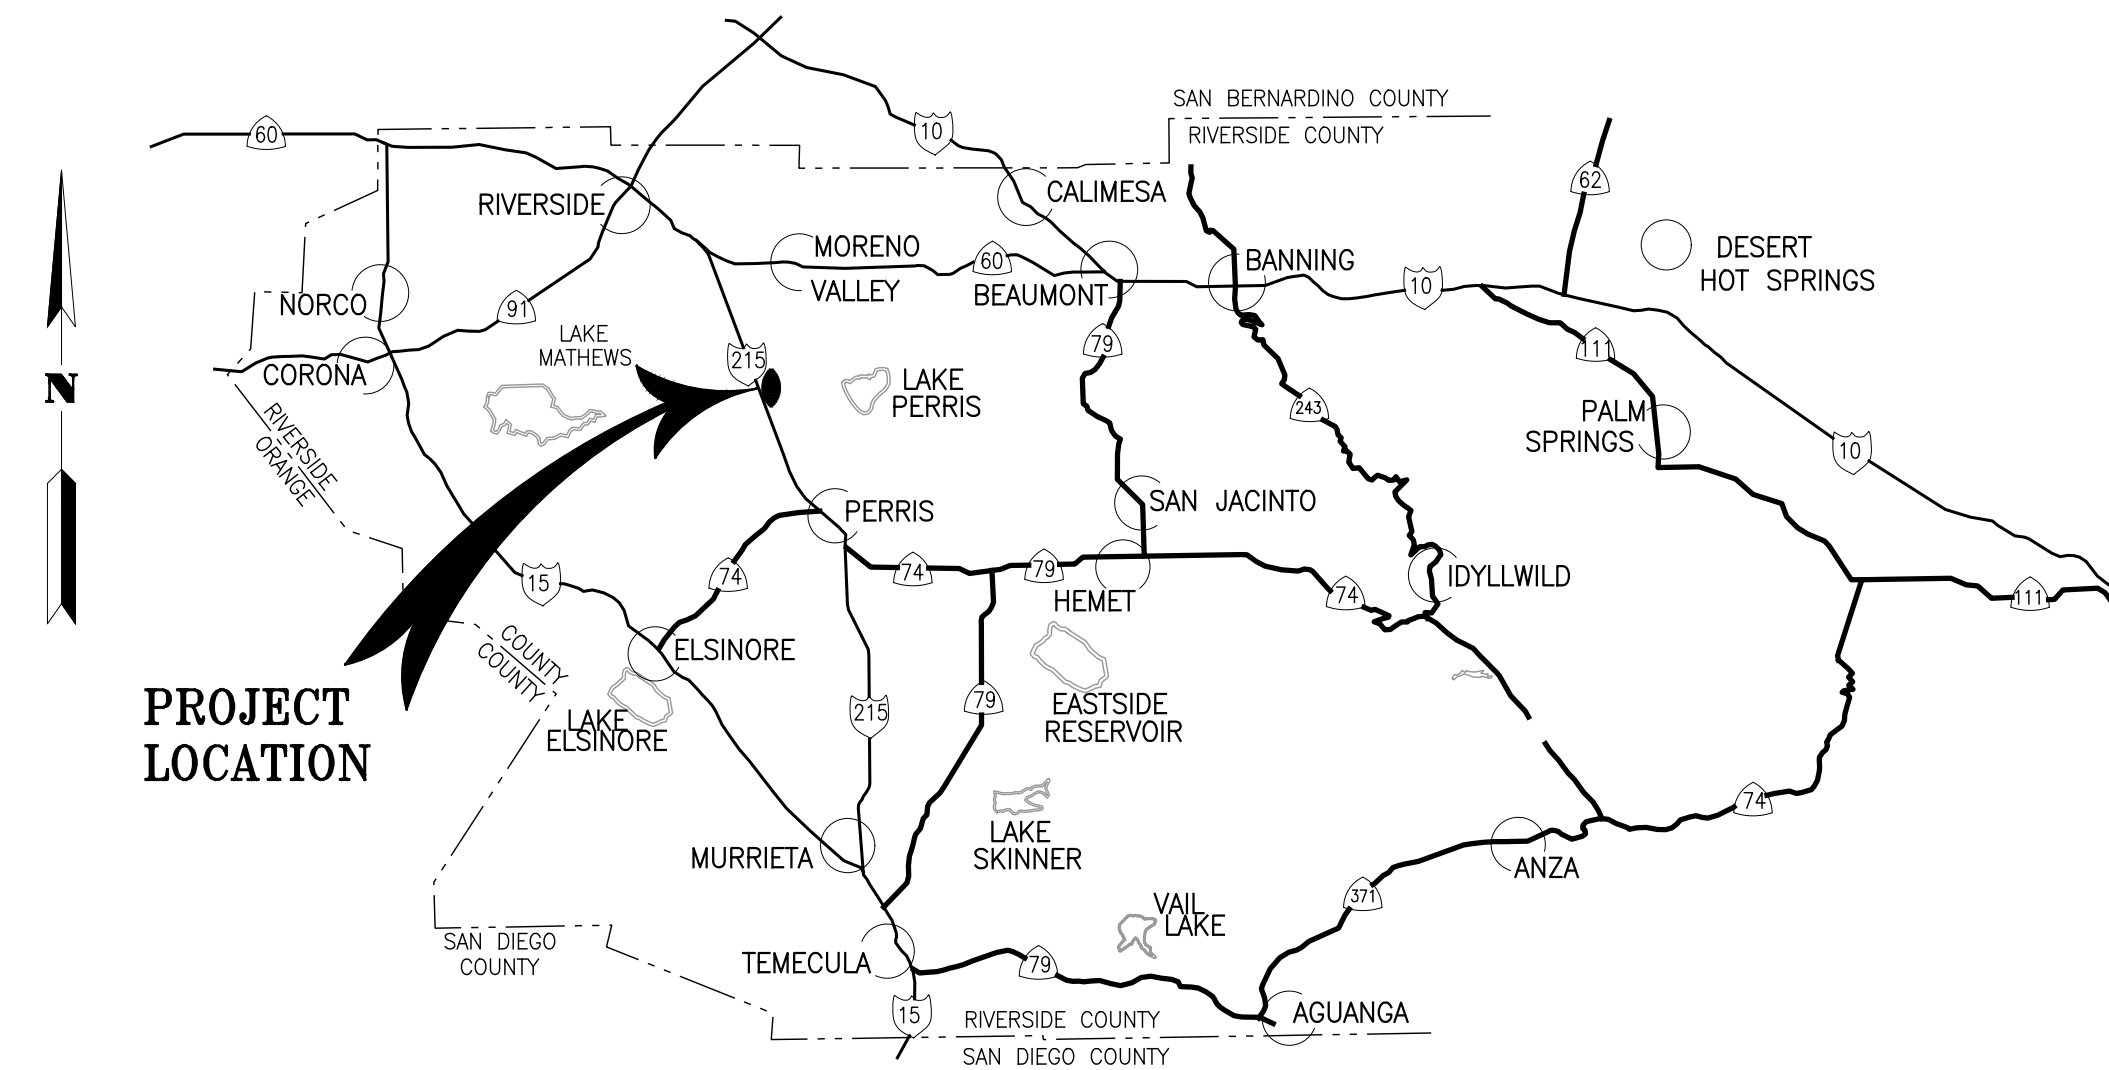 SAN BERNARDINO COUNTY
RIVERSIDE COUNTY
60
10
62
RIVERSIDE
CALIMESA
MORENO
VALLEY
60
BEAUMONT
BANNING
10
DESERT
HOT SPRINGS
NORCO
91
LAKE
MATHEWS
215
79
111
CORONA
LAKE
PERRIS
243
PALM
SPRINGS
10
N
RIVERSIDE
ORANGE
PERRIS
SAN JACINTO
15
74
74
79
HEMET
74
IDYLLWILD
111
COUNTY
COUNTY
ELSINORE
LAKE
ELSINORE
215
79
EASTSIDE
RESERVOIR
PROJECT
LOCATION
LAKE
SKINNER
74
MURRIETA
ANZA
371
VAIL
LAKE
SAN DIEGO
COUNTY
TEMECULA
79
15
RIVERSIDE COUNTY
SAN DIEGO COUNTY
AGUANGA